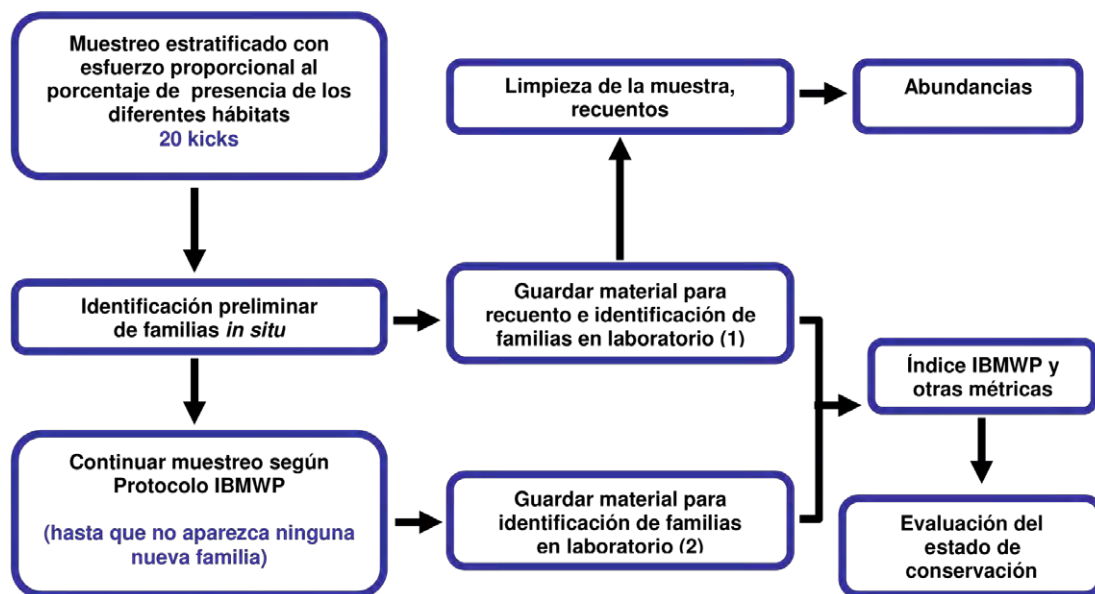 Muestreo estratificado con
esfuerzo proporcional al
porcentaje de presencia de los
diferentes hábitats
20 kicks
Limpieza de la muestra,
recuentos
Abundancias
Identificación preliminar
de familias in situ
Guardar material para
recuento e identificación de
familias en laboratorio (1)
Índice IBMWP y
otras métricas
Continuar muestreo según
Protocolo IBMWP
(hasta que no aparezca ninguna
nueva familia)
Guardar material para
identificación de familias
en laboratorio (2)
Evaluación del
estado de
conservación